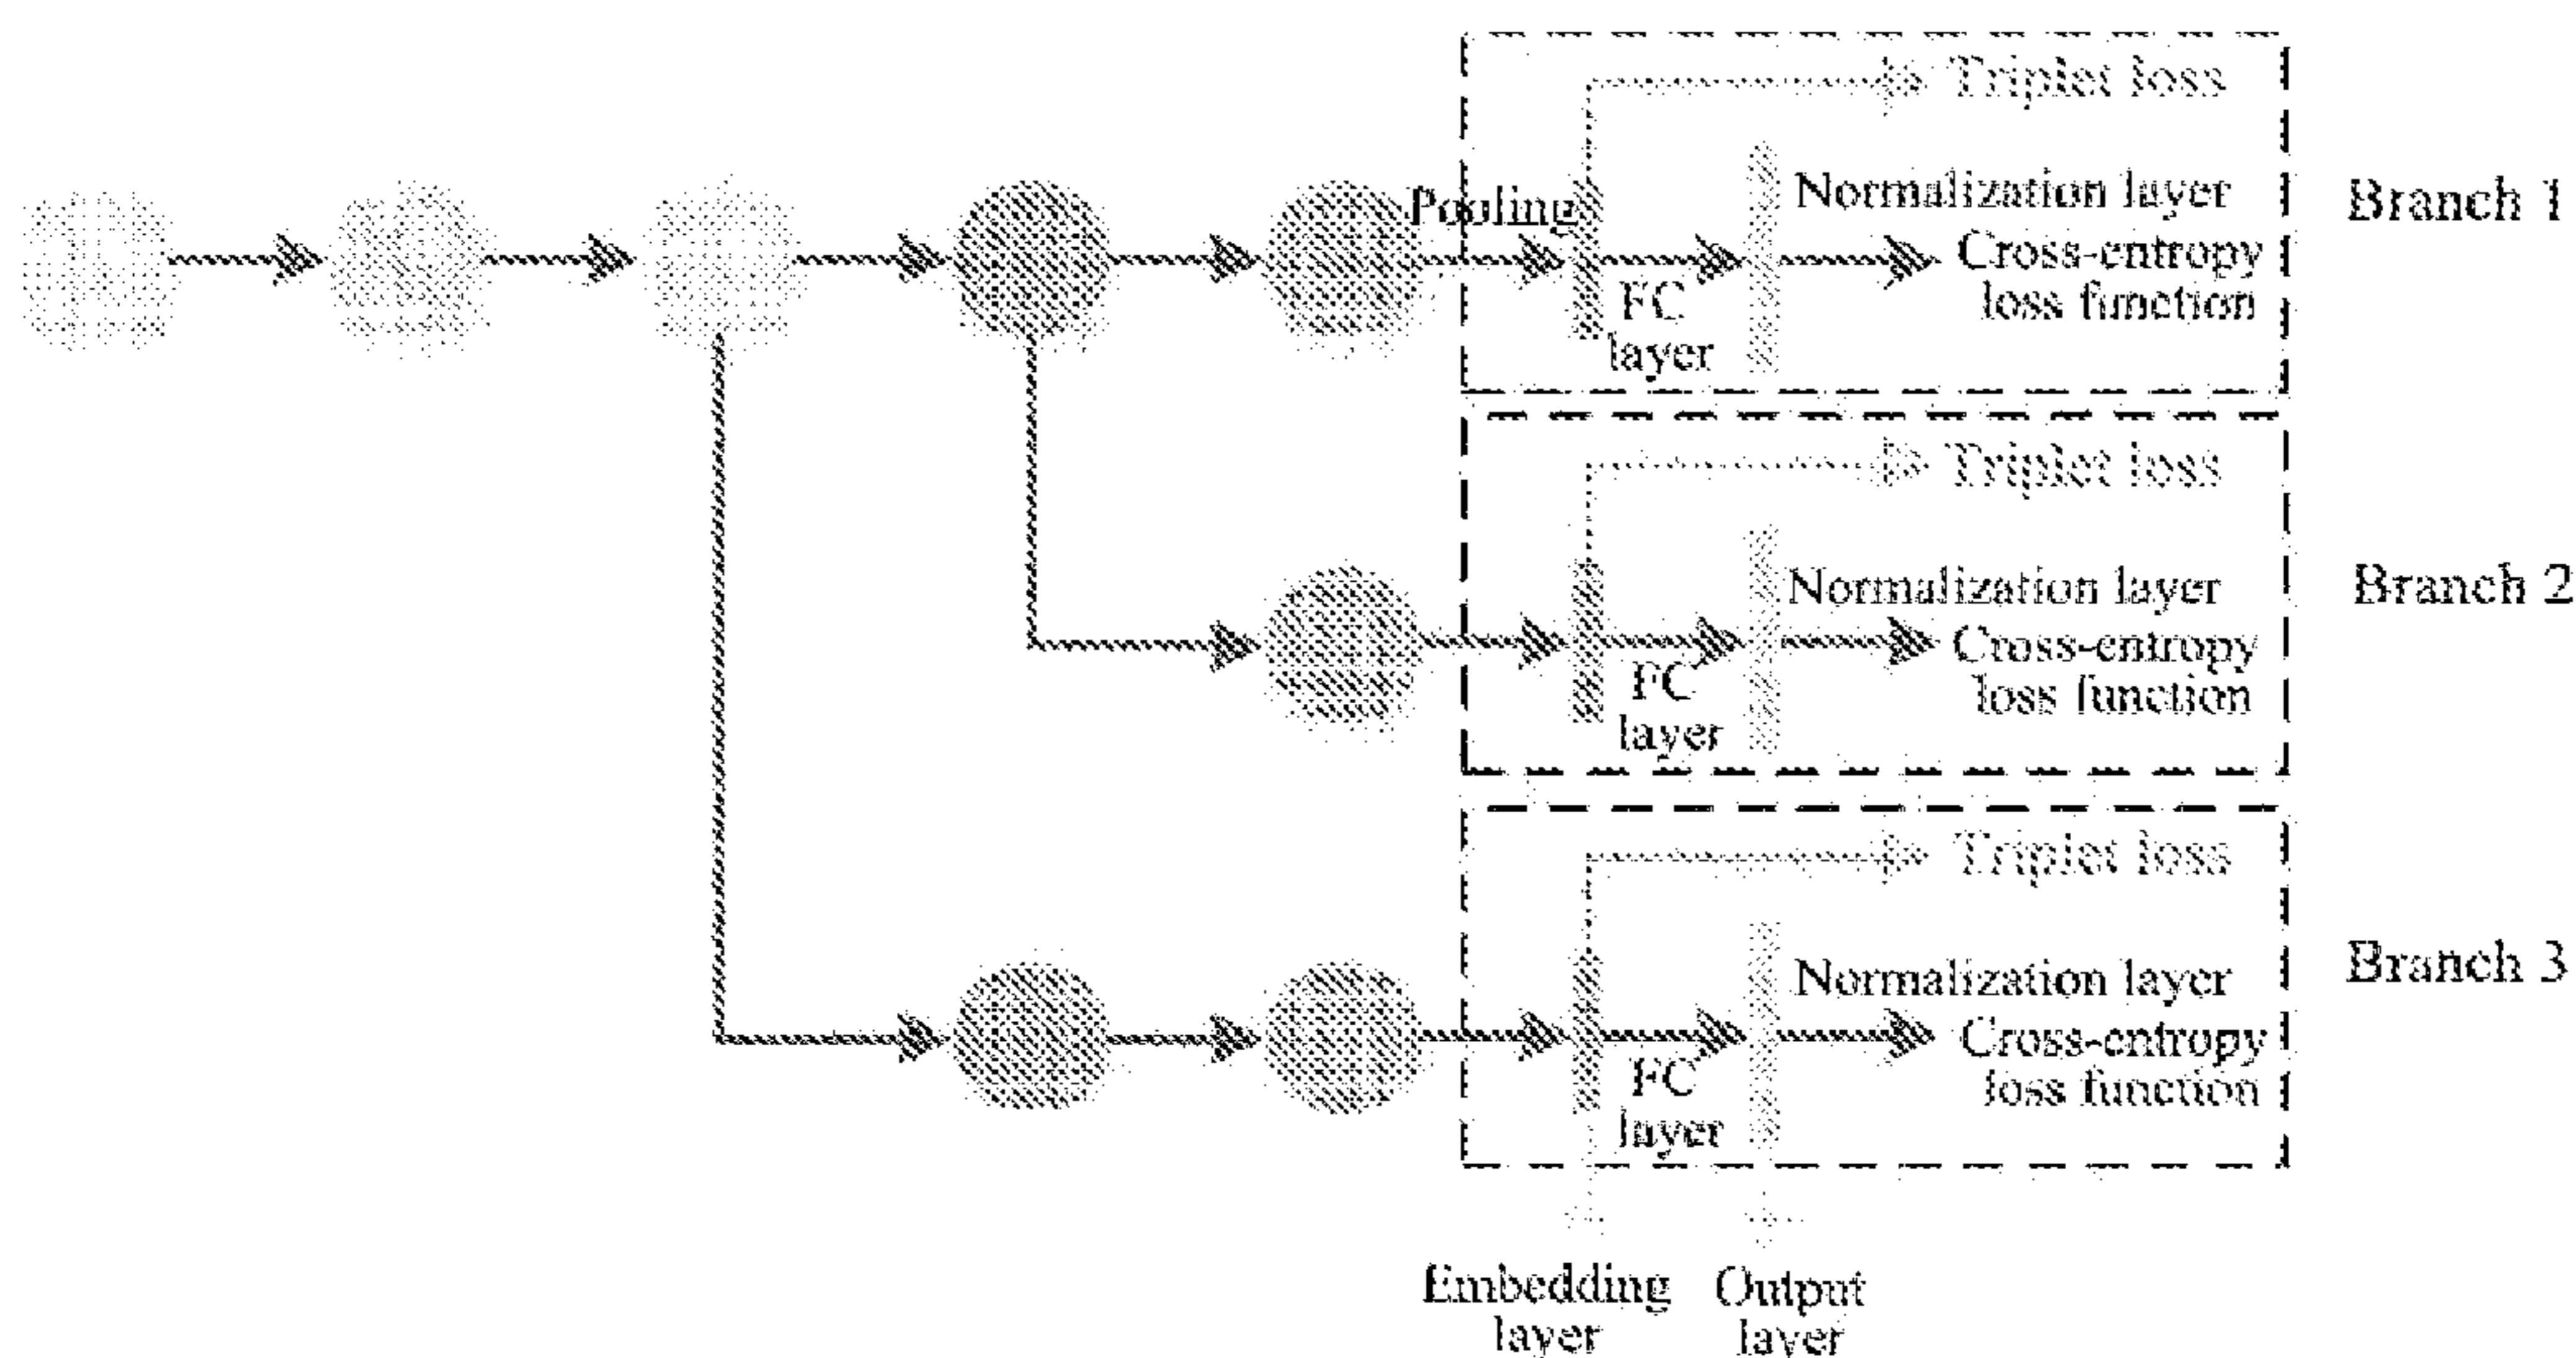 Triplet loss
Pooling
Normalization layer
Branch 1
Cross-entropy
loss function
FC
layer
Triplet loss
Normalization layer
Branch 2
Cross-entropy
loss function
FC
layer
Triplet loss
Normalization layer
Branch 3
Cross-entropy
loss function
FC
layer
Embedding
layer
Output
layer